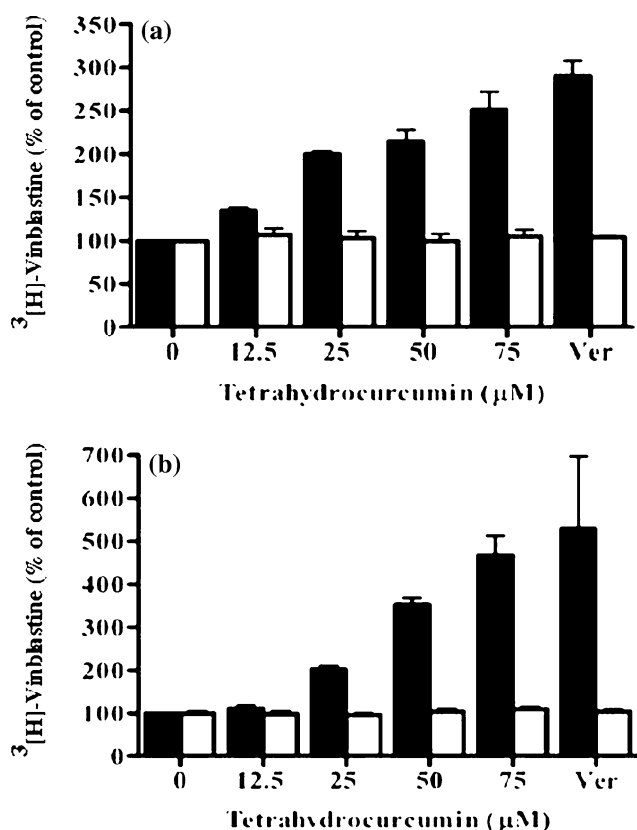 (a)
3[H]-Vinblastine (% of control)
350
300
250
200
150
100
50
0
0 12.5 25 50 75 Ver
Tetrahydrocurcumin (μM)
(b)
3[H]-Vinblastine (% of control)
700
600
500
400
300
200
100
0
0 12.5 25 50 75 Ver
Tetrahydrocurcumin (μM)